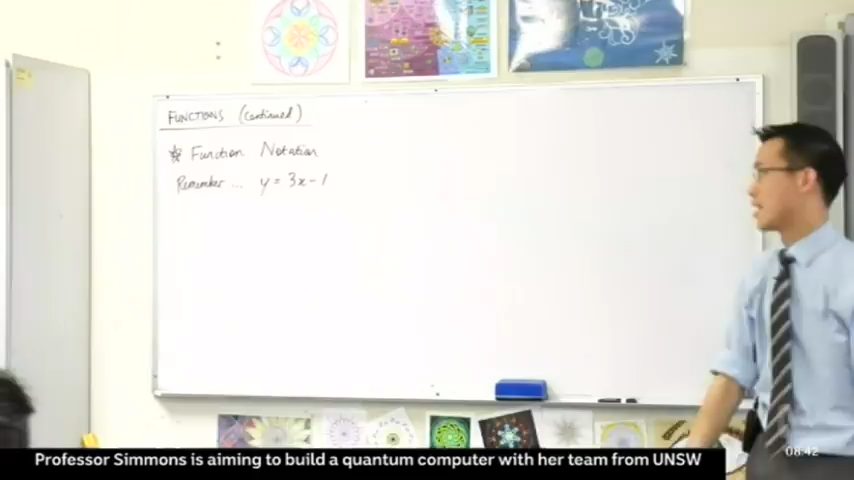 FUNCTIONS (continued)
* Function Notation
Remember... y = 3x - 1
Professor Simmons is aiming to build a quantum computer with her team from UNSW
08:42